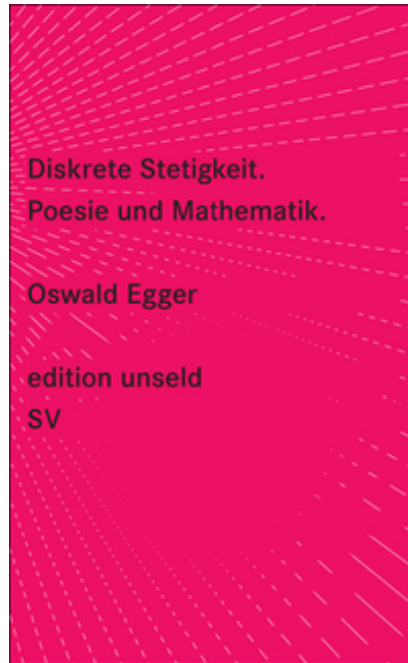 Diskrete Stetigkeit.
Poesie und Mathematik.
Oswald Egger
edition unseld
SV